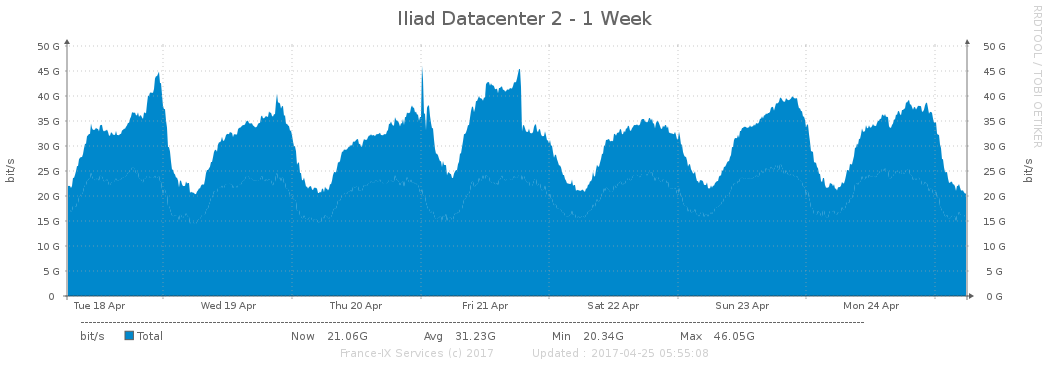 Iliad Datacenter 2 - 1 Week
RRDTOOL / TOBI OETIKER
bit/s
50 G 50 G
45 G 45 G
40 G 40 G
35 G 35 G
30 G 30 G
25 G 25 G
20 G 20 G
15 G 15 G
10 G 10 G
5 G 5 G
0 0 G
bit/s
Tue 18 Apr Wed 19 Apr Thu 20 Apr Fri 21 Apr Sat 22 Apr Sun 23 Apr Mon 24 Apr
bit/s Total Now 21.06G Avg 31.23G Min 20.34G Max 46.05G
France-IX Services (c) 2017 Updated : 2017-04-25 05:55:08